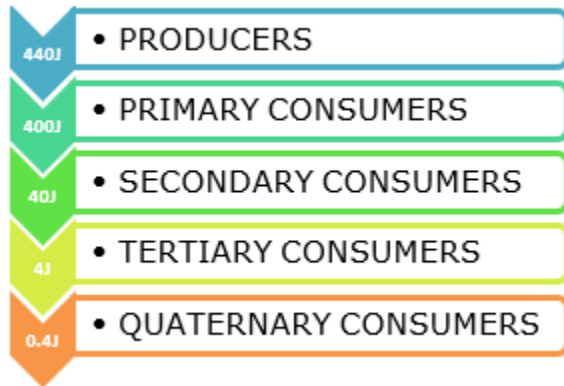 440J • PRODUCERS
400J • PRIMARY CONSUMERS
40J • SECONDARY CONSUMERS
4J • TERTIARY CONSUMERS
0.4J • QUATERNARY CONSUMERS